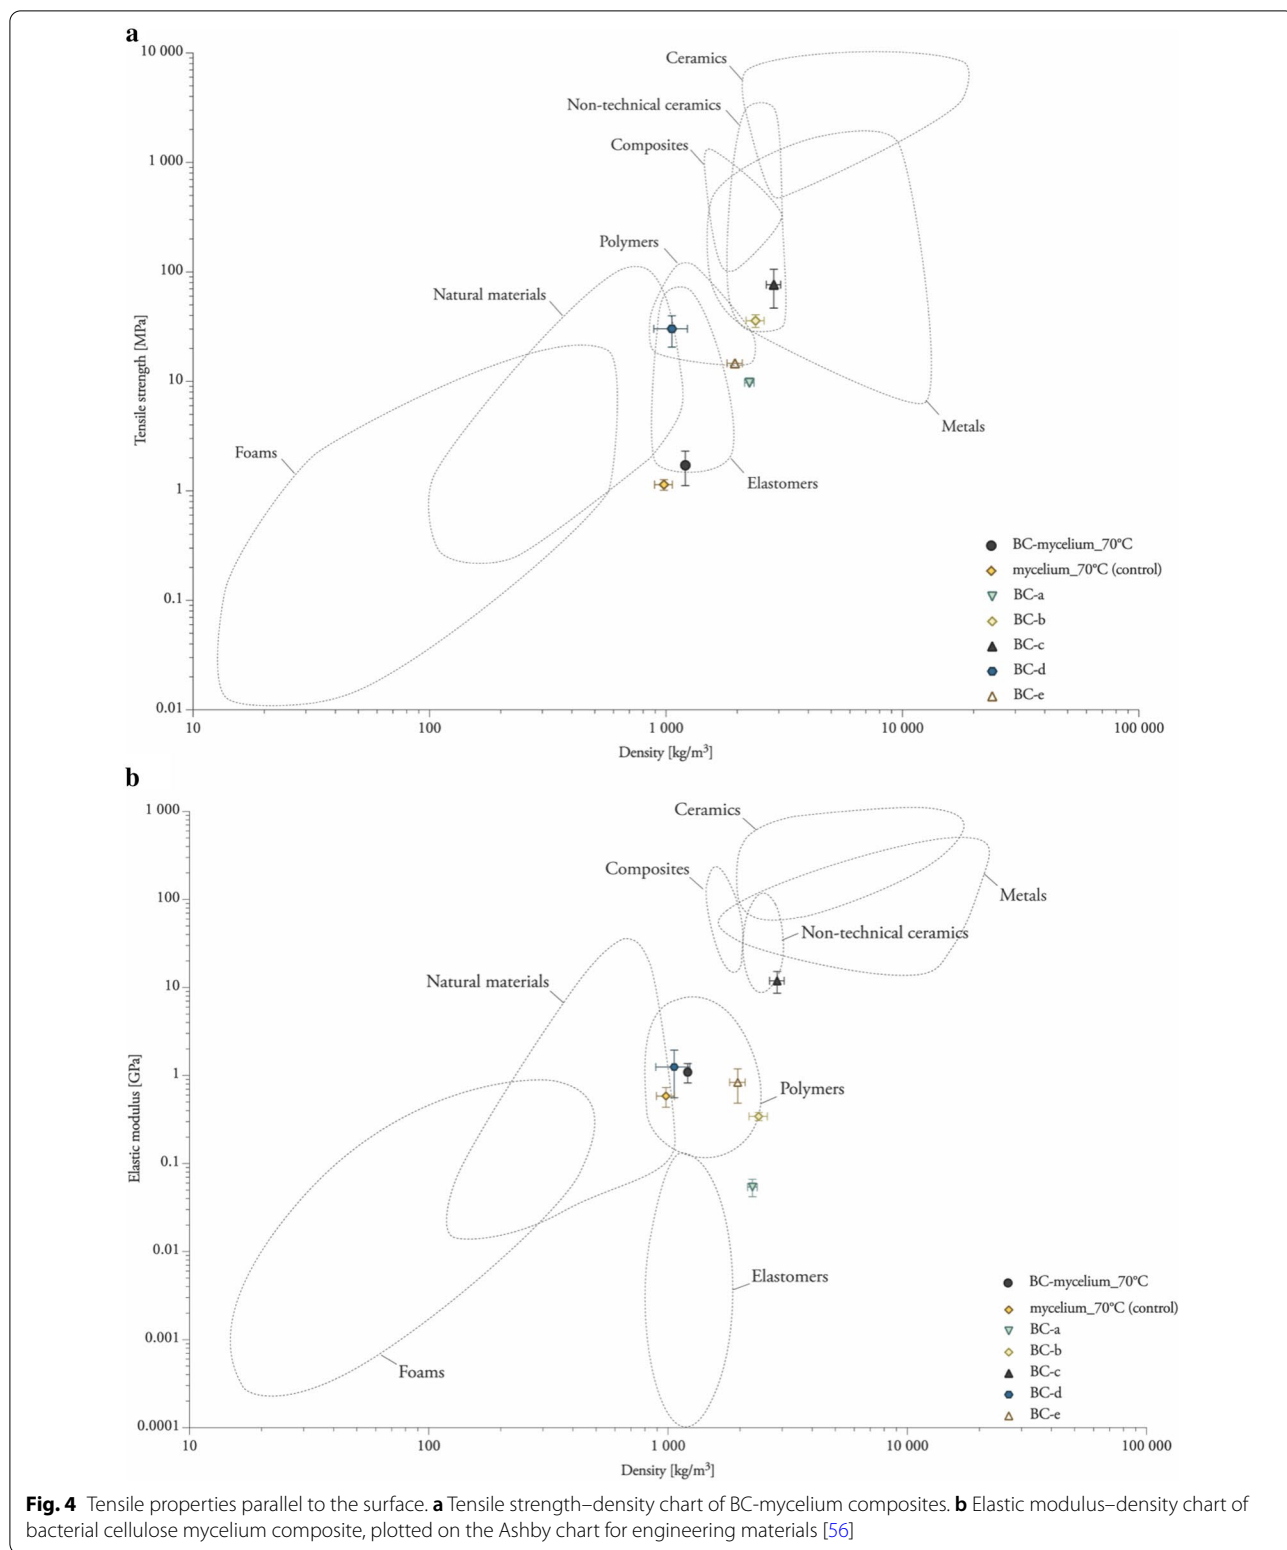 a
10 000
Ceramics
Non-technical ceramics
Composites
1 000
Polymers
100
Natural materials
Tensile strength [MPa]
10
Metals
Foams
Elastomers
1
BC-mycelium_70°C
mycelium_70°C (control)
0.1
BC-a
BC-b
BC-c
BC-d
BC-e
0.01
10
100
1 000
10 000
100 000
Density [kg/m³]
b
1 000
Ceramics
Composites
100
Metals
Non-technical ceramics
Natural materials
10
Elastic modulus [GPa]
1
Polymers
0.1
0.01
Elastomers
BC-mycelium_70°C
mycelium_70°C (control)
0.001
BC-a
BC-b
Foams
BC-c
BC-d
BC-e
0.0001
10
100
1 000
10 000
100 000
Density [kg/m³]
Fig. 4 Tensile properties parallel to the surface. a Tensile strength–density chart of BC-mycelium composites. b Elastic modulus–density chart of
bacterial cellulose mycelium composite, plotted on the Ashby chart for engineering materials [56]